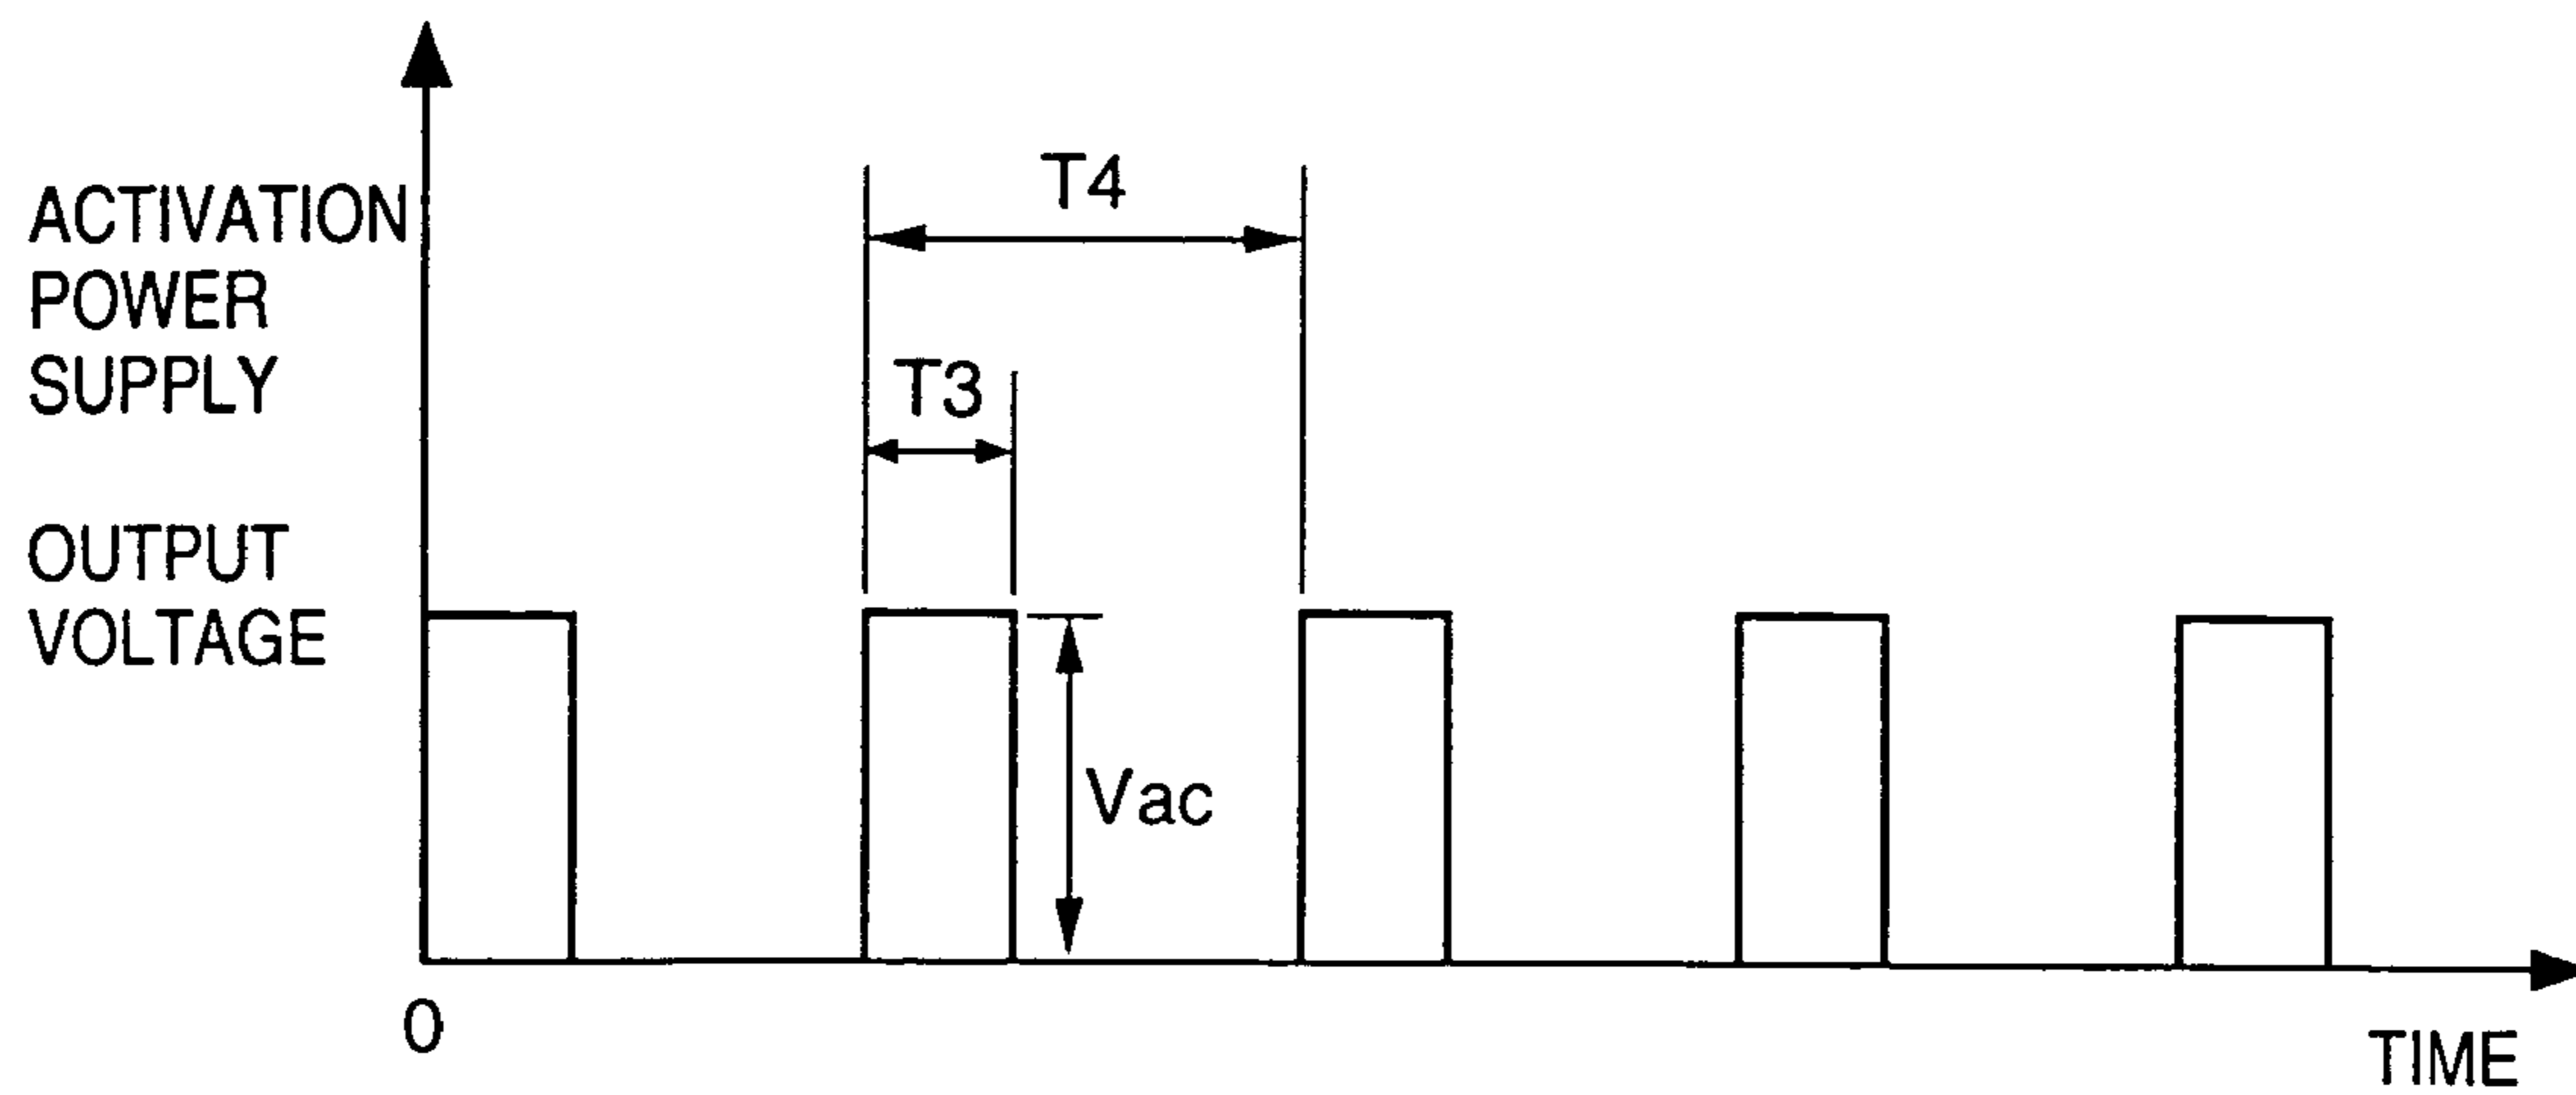 ACTIVATION
POWER
SUPPLY
OUTPUT
VOLTAGE
T4
T3
Vac
0
TIME